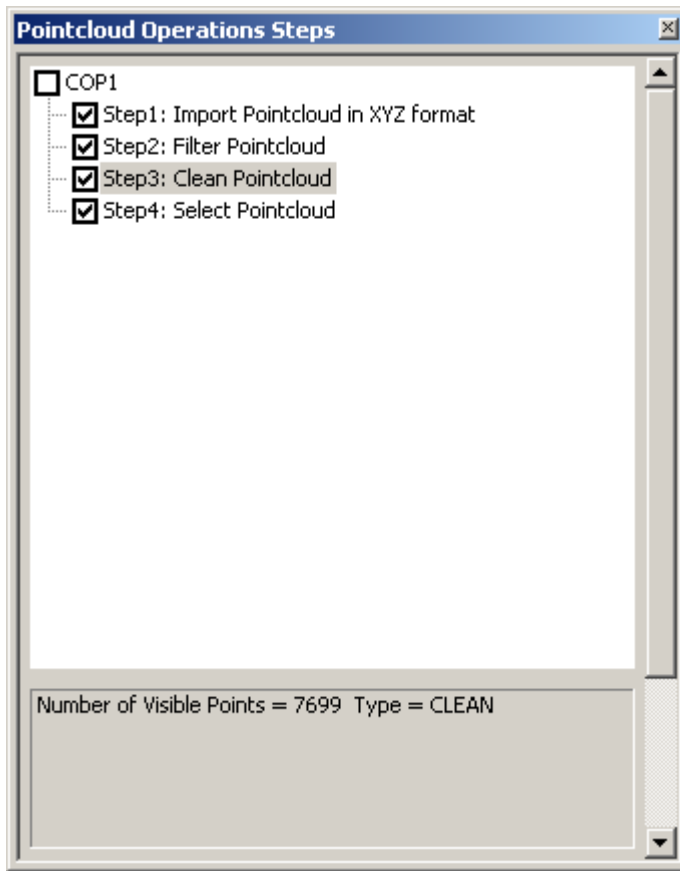 Pointcloud Operations Steps
COP1
Step1: Import Pointcloud in XYZ format
Step2: Filter Pointcloud
Step3: Clean Pointcloud
Step4: Select Pointcloud
Number of Visible Points = 7699  Type = CLEAN